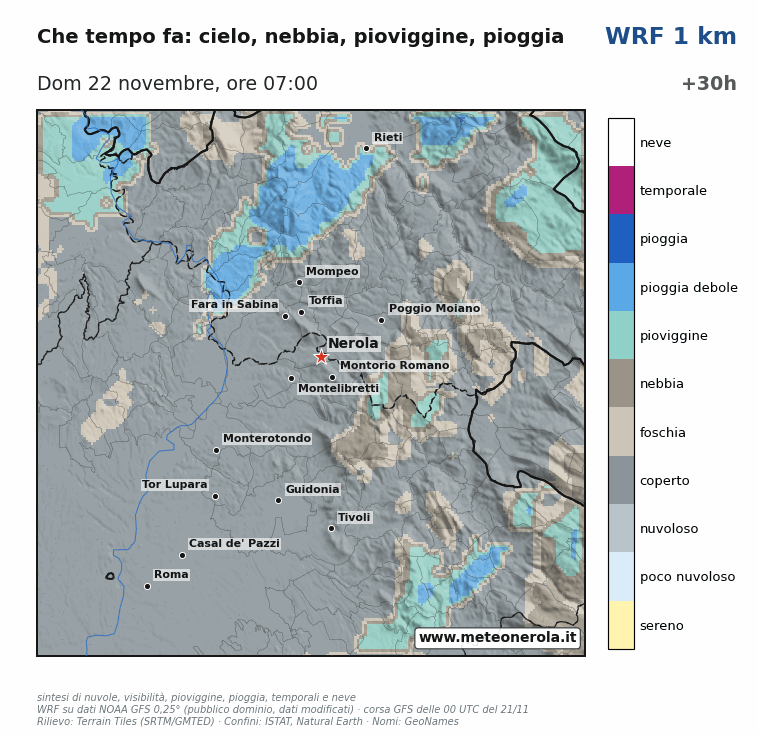 Che tempo fa: cielo, nebbia, pioviggine, pioggia
WRF 1 km
Dom 22 novembre, ore 07:00
+30h
Rieti
Mompeo
Toffia
Fara in Sabina
Poggio Moiano
Nerola
Montorio Romano
Montelibretti
Monterotondo
Tor Lupara
Guidonia
Tivoli
Casal de' Pazzi
Roma
www.meteonerola.it
neve
temporale
pioggia
pioggia debole
pioviggine
nebbia
foschia
coperto
nuvoloso
poco nuvoloso
sereno
sintesi di nuvole, visibilità, pioviggine, pioggia, temporali e neve
WRF su dati NOAA GFS 0,25° (pubblico dominio, dati modificati) · corsa GFS delle 00 UTC del 21/11
Rilievo: Terrain Tiles (SRTM/GMTED) · Confini: ISTAT, Natural Earth · Nomi: GeoNames